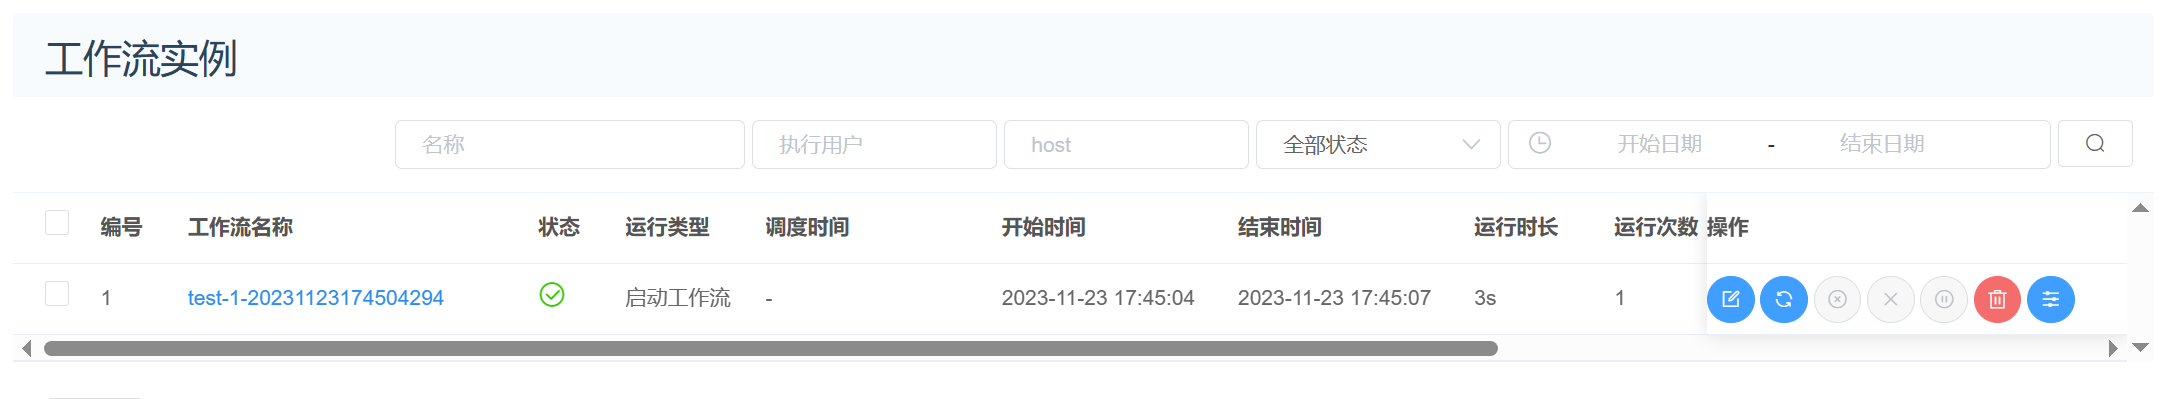 工作流实例
名称 执行用户 host 全部状态 开始日期 - 结束日期
编号 工作流名称 状态 运行类型 调度时间 开始时间 结束时间 运行时长 运行次数 操作
1 test-1-20231123174504294 启动工作流 - 2023-11-23 17:45:04 2023-11-23 17:45:07 3s 1